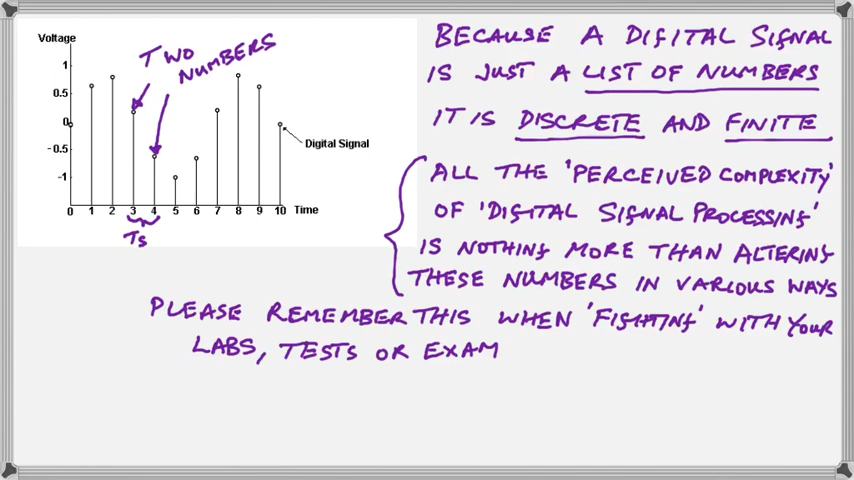 Voltage
1
0.5
0
- 0.5
- 1
0 1 2 3 4 5 6 7 8 9 10 Time
Digital Signal
TWO
NUMBERS
Ts
BECAUSE A DIGITAL SIGNAL
IS JUST A LIST OF NUMBERS
IT IS DISCRETE AND FINITE
ALL THE 'PERCEIVED COMPLEXITY'
OF 'DIGITAL SIGNAL PROCESSING'
IS NOTHING MORE THAN ALTERING
THESE NUMBERS IN VARIOUS WAYS
PLEASE REMEMBER THIS WHEN 'FIGHTING' WITH YOUR
LABS, TESTS OR EXAM